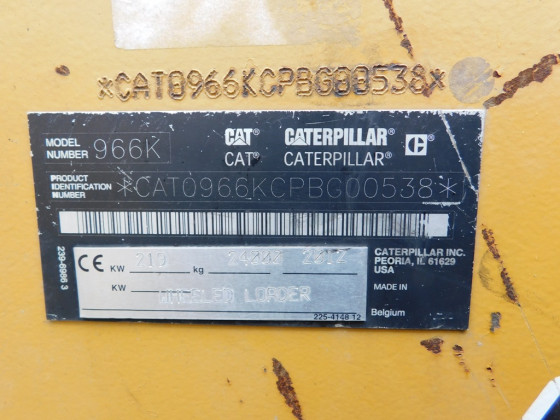 *CAT0966KCPBG00538*
MODEL NUMBER 966K
CAT CATERPILLAR C
CAT® CATERPILLAR®
PRODUCT IDENTIFICATION NUMBER *CAT0966KCPBG00538*
CE KW 210 kg 2012
KW
WHEELED LOADER
CATERPILLAR INC.
PEORIA, IL 61629
USA
MADE IN
Belgium
239-6986 3
225-4148 12